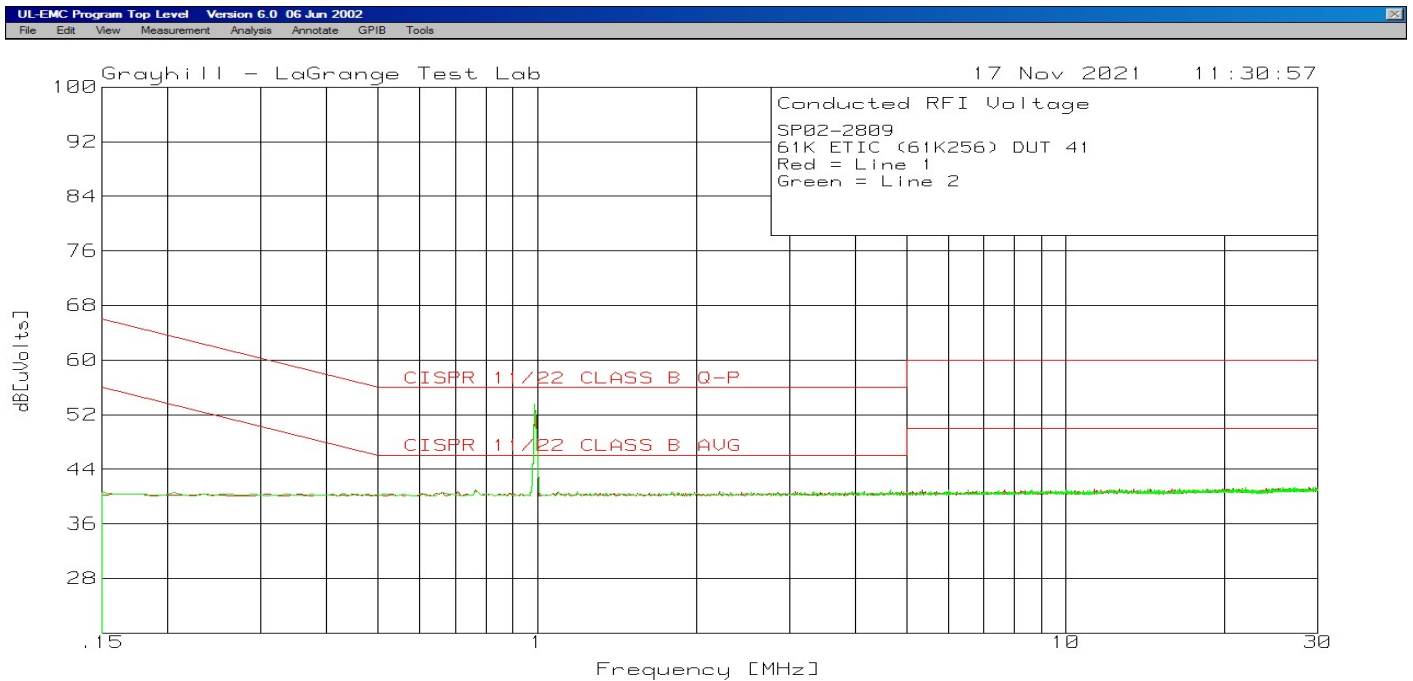 UL-EMC Program Top Level Version 6.0 06 Jun 2002
File Edit View Measurement Analysis Annotate GPIB Tools
Grayhill - LaGrange Test Lab 17 Nov 2021 11:30:57
Conducted RFI Voltage
SP02-2809
61K ETIC (61K256) DUT 41
Red = Line 1
Green = Line 2
100
92
84
76
68
60
52
44
36
28
dB[uVolts]
CISPR 11/22 CLASS B Q-P
CISPR 11/22 CLASS B AVG
.15 1 10 30
Frequency [MHz]